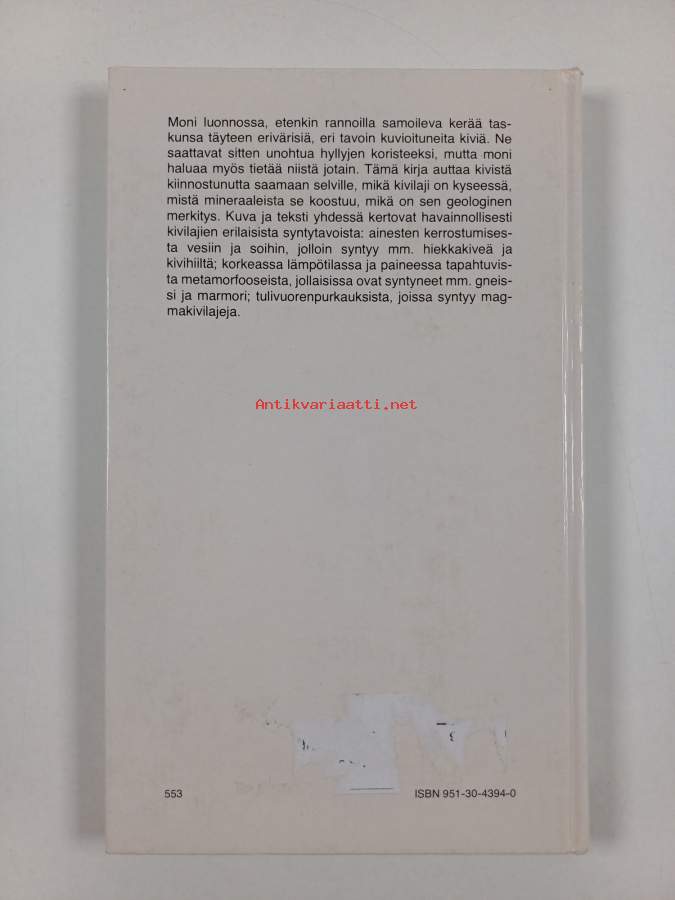 Moni luonnossa, etenkin rannoilla samoileva kerää tas-
kunsa täyteen erivärisiä, eri tavoin kuvioituneita kiviä. Ne
saattavat sitten unohtua hyllyjen koristeeksi, mutta moni
haluaa myös tietää niistä jotain. Tämä kirja auttaa kivistä
kiinnostunutta saamaan selville, mikä kivilaji on kyseessä,
mistä mineraaleista se koostuu, mikä on sen geologinen
merkitys. Kuva ja teksti yhdessä kertovat havainnollisesti
kivilajien erilaisista syntytavoista: ainesten kerrostumises-
ta vesiin ja soihin, jolloin syntyy mm. hiekkakiveä ja
kivihiiltä; korkeassa lämpötilassa ja paineessa tapahtuvis-
ta metamorfooseista, jollaisissa ovat syntyneet mm. gneis-
si ja marmori; tulivuorenpurkauksista, joissa syntyy mag-
makivilajeja.
Antikvariaatti.net
553
ISBN 951-30-4394-0